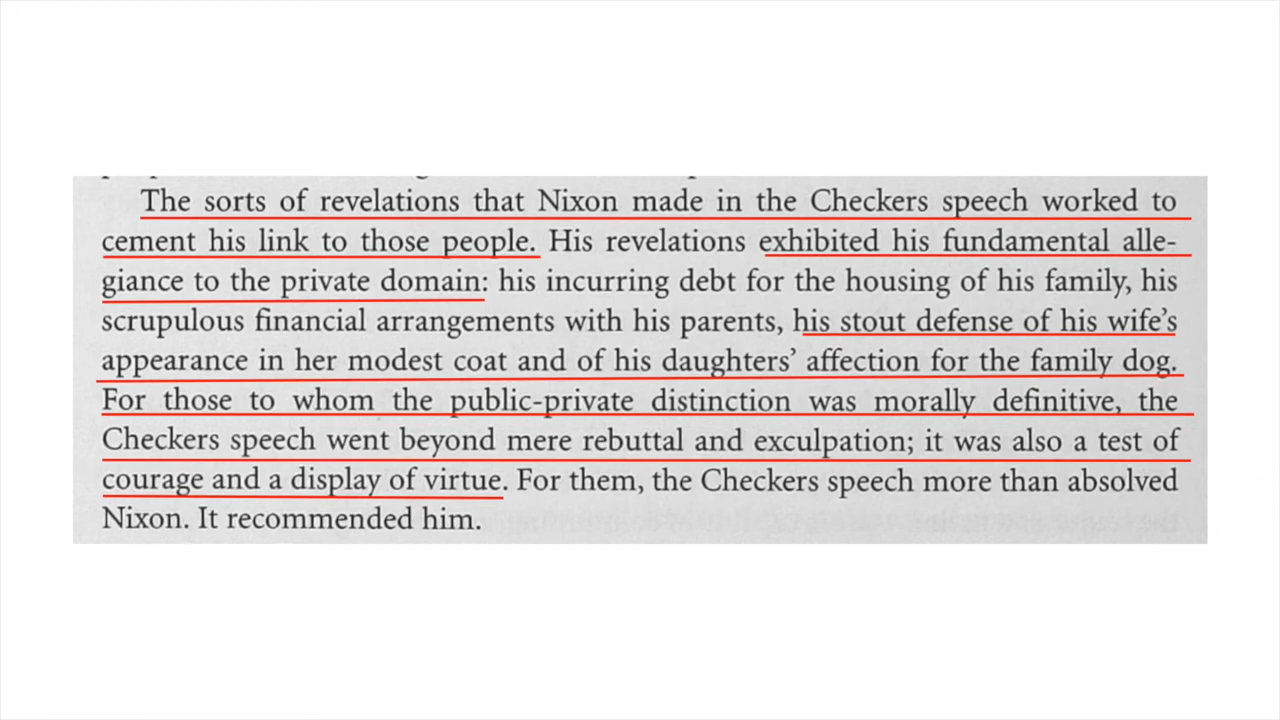 The sorts of revelations that Nixon made in the Checkers speech worked to
cement his link to those people. His revelations exhibited his fundamental alle-
giance to the private domain: his incurring debt for the housing of his family, his
scrupulous financial arrangements with his parents, his stout defense of his wife's
appearance in her modest coat and of his daughters' affection for the family dog.
For those to whom the public-private distinction was morally definitive, the
Checkers speech went beyond mere rebuttal and exculpation; it was also a test of
courage and a display of virtue. For them, the Checkers speech more than absolved
Nixon. It recommended him.